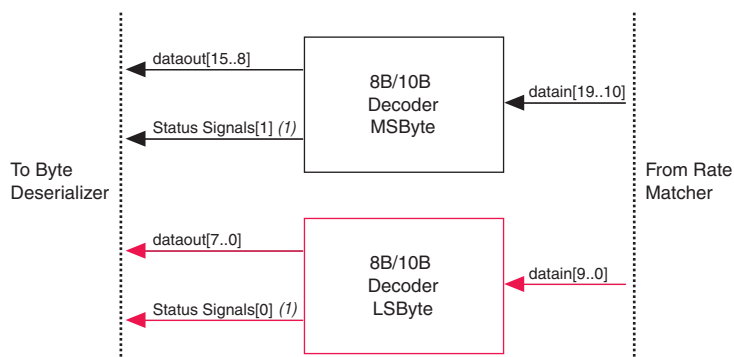 dataout[15..8]
8B/10B
Decoder
MSByte
datain[19..10]
Status Signals[1] (1)
To Byte
Deserializer
From Rate
Matcher
dataout[7..0]
8B/10B
Decoder
LSByte
datain[9..0]
Status Signals[0] (1)